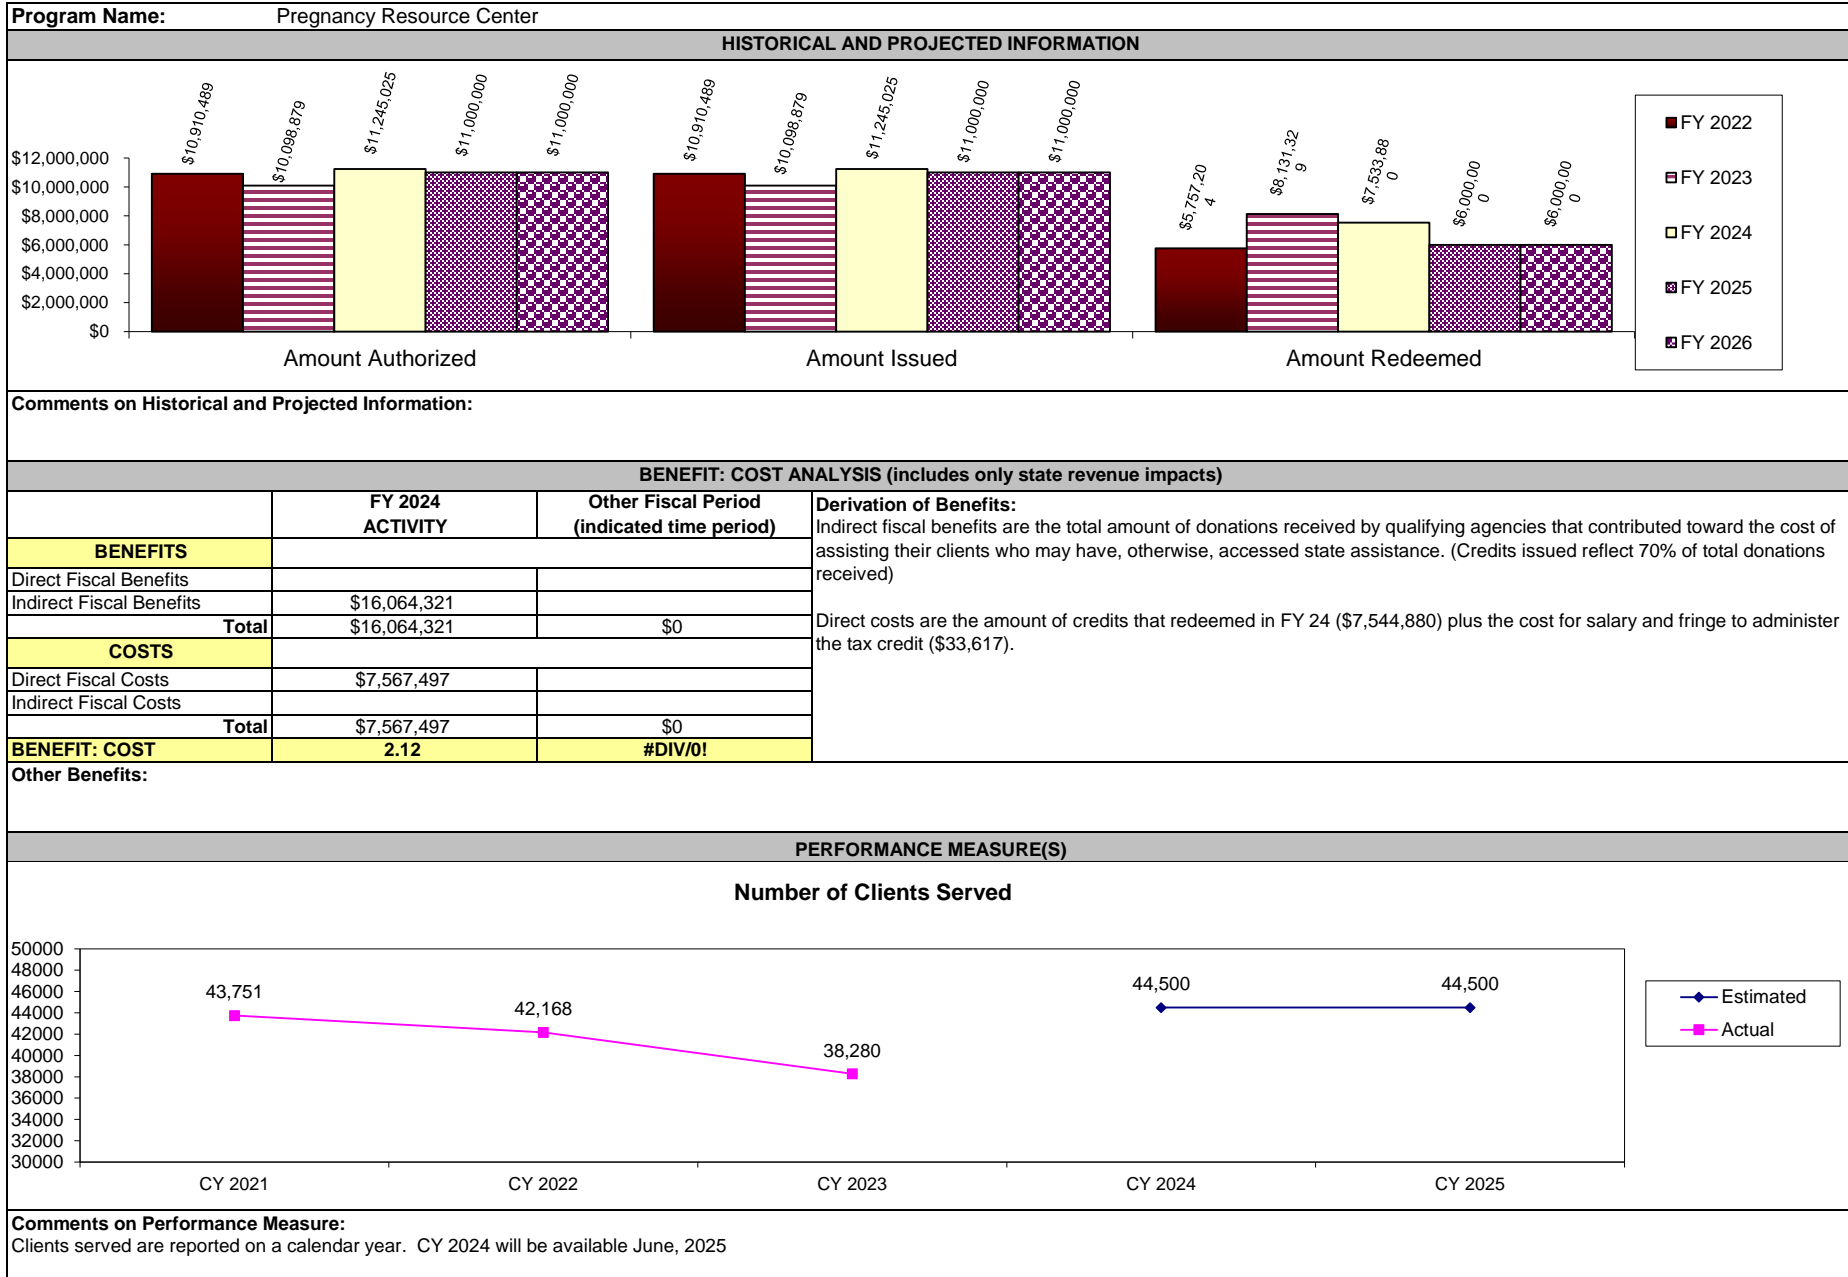 Program Name: Pregnancy Resource Center
HISTORICAL AND PROJECTED INFORMATION
$10,910,489
$10,098,879
$11,245,025
$11,000,000
$11,000,000
$10,910,489
$10,098,879
$11,245,025
$11,000,000
$11,000,000
$5,757,20
4
$8,131,32
9
$7,533,88
0
$6,000,00
0
$6,000,00
0
$12,000,000
$10,000,000
$8,000,000
$6,000,000
$4,000,000
$2,000,000
$0
Amount Authorized
Amount Issued
Amount Redeemed
FY 2022
FY 2023
FY 2024
FY 2025
FY 2026
Comments on Historical and Projected Information:
BENEFIT: COST ANALYSIS (includes only state revenue impacts)
FY 2024
ACTIVITY
Other Fiscal Period
(indicated time period)
BENEFITS
Direct Fiscal Benefits
Indirect Fiscal Benefits $16,064,321
Total $16,064,321 $0
COSTS
Direct Fiscal Costs $7,567,497
Indirect Fiscal Costs
Total $7,567,497 $0
BENEFIT: COST 2.12 #DIV/0!
Derivation of Benefits:
Indirect fiscal benefits are the total amount of donations received by qualifying agencies that contributed toward the cost of
assisting their clients who may have, otherwise, accessed state assistance. (Credits issued reflect 70% of total donations
received)
Direct costs are the amount of credits that redeemed in FY 24 ($7,544,880) plus the cost for salary and fringe to administer
the tax credit ($33,617).
Other Benefits:
PERFORMANCE MEASURE(S)
Number of Clients Served
50000
48000
46000
44000
42000
40000
38000
36000
34000
32000
30000
43,751
42,168
38,280
44,500
44,500
CY 2021
CY 2022
CY 2023
CY 2024
CY 2025
Estimated
Actual
Comments on Performance Measure:
Clients served are reported on a calendar year. CY 2024 will be available June, 2025